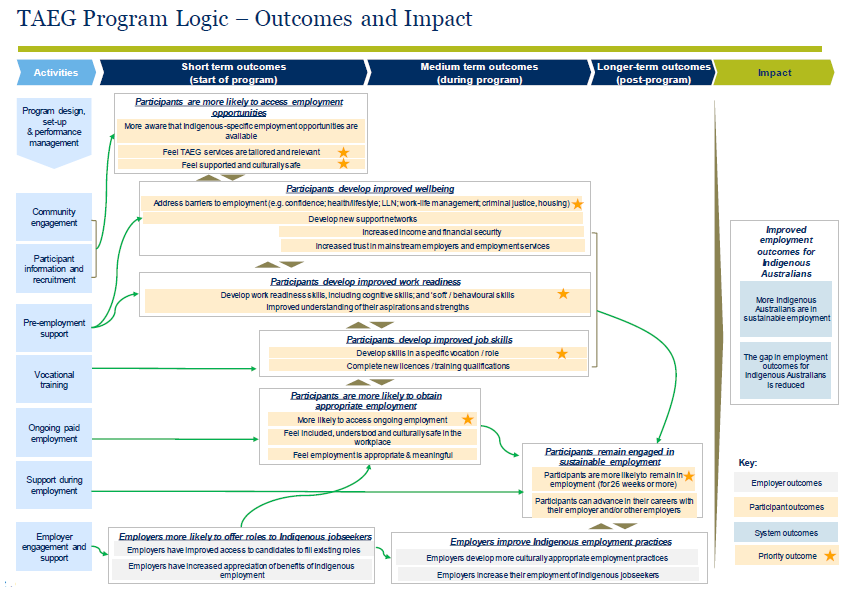 TAEG Program Logic – Outcomes and Impact
Activities
Short term outcomes
(start of program)
Medium term outcomes
(during program)
Longer-term outcomes
(post-program)
Impact
Program design,
set-up
& performance
management
Community
engagement
Participant
information and
recruitment
Pre-employment
support
Vocational
training
Ongoing paid
employment
Support during
employment
Employer
engagement and
support
Participants are more likely to access employment
opportunities
More aware that Indigenous-specific employment opportunities are
available
Feel TAEG services are tailored and relevant
Feel supported and culturally safe
Participants develop improved wellbeing
Address barriers to employment (e.g. confidence; health/lifestyle; LLN; work-life management; criminal justice, housing)
Develop new support networks
Increased income and financial security
Increased trust in mainstream employers and employment services
Participants develop improved work readiness
Develop work readiness skills, including cognitive skills; and 'soft' / behavioural skills
Improved understanding of their aspirations and strengths
Participants develop improved job skills
Develop skills in a specific vocation / role
Complete new licences / training qualifications
Participants are more likely to obtain
appropriate employment
More likely to access ongoing employment
Feel included, understood and culturally safe in the
workplace
Feel employment is appropriate & meaningful
Participants remain engaged in
sustainable employment
Participants are more likely to remain in
employment (for 26 weeks or more)
Participants can advance in their careers with
their employer and/or other employers
Employers more likely to offer roles to Indigenous jobseekers
Employers have improved access to candidates to fill existing roles
Employers have increased appreciation of benefits of Indigenous
employment
Employers improve Indigenous employment practices
Employers develop more culturally appropriate employment practices
Employers increase their employment of Indigenous jobseekers
Improved
employment
outcomes for
Indigenous
Australians
More Indigenous
Australians are in
sustainable employment
The gap in employment
outcomes for
Indigenous Australians
is reduced
Key:
Employer outcomes
Participant outcomes
System outcomes
Priority outcome